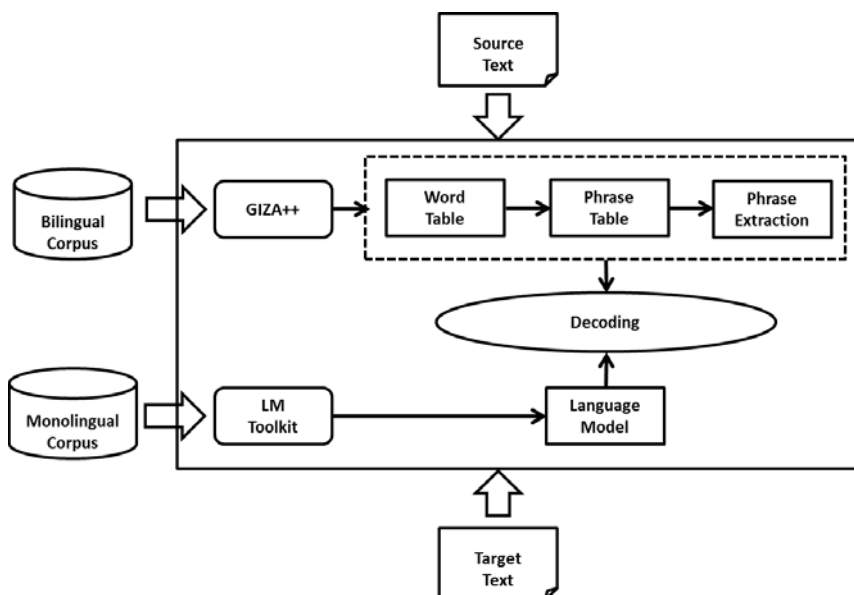 Source
Text
Bilingual
Corpus
GIZA++
Word
Table
Phrase
Table
Phrase
Extraction
Decoding
Monolingual
Corpus
LM
Toolkit
Language
Model
Target
Text